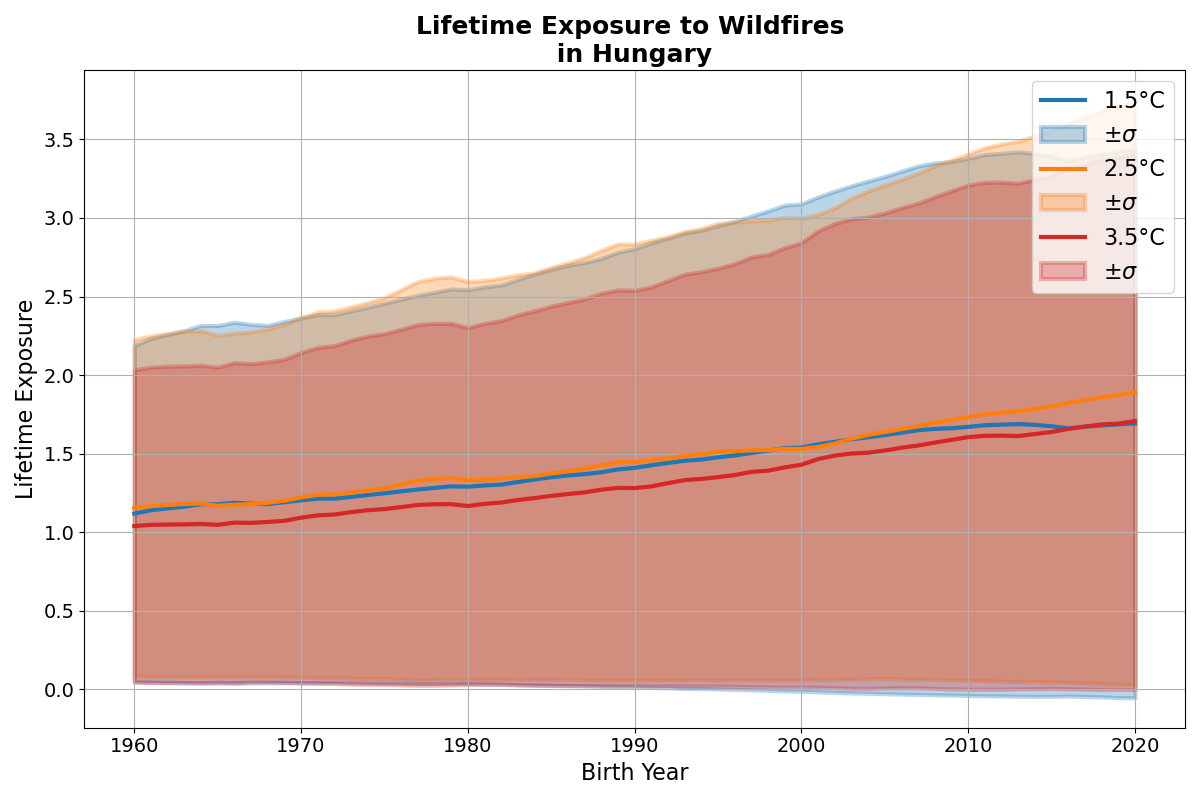 Lifetime Exposure to Wildfires
in Hungary
1.5°C
±σ
2.5°C
±σ
3.5°C
±σ
Lifetime Exposure
3.5
3.0
2.5
2.0
1.5
1.0
0.5
0.0
1960 1970 1980 1990 2000 2010 2020
Birth Year